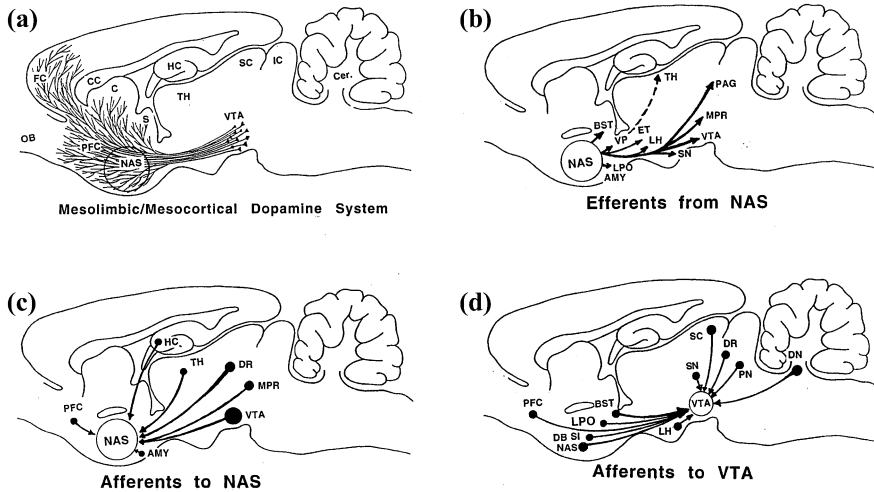 (a)
FC
CC
C
HC
SC
IC
Cer.
TH
S
VTA
OB
PFC
NAS
Mesolimbic/Mesocortical Dopamine System
(b)
TH
PAG
BST
MPR
VP
ET
LH
VTA
NAS
SN
LPO
AMY
Efferents from NAS
(c)
HC
TH
DR
MPR
PFC
VTA
NAS
AMY
Afferents to NAS
(d)
SC
DR
DN
SN
PN
PFC
BST
VTA
LPO
DB SI
LH
NAS
Afferents to VTA